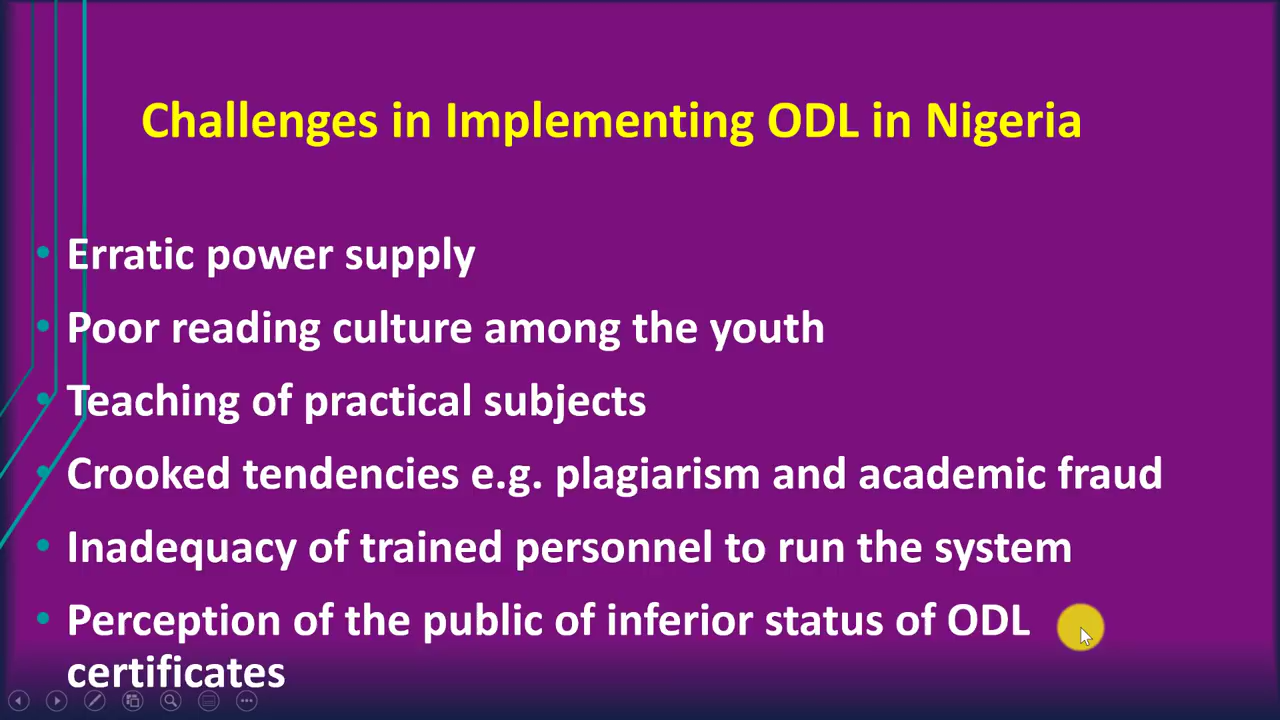 Challenges in Implementing ODL in Nigeria
• Erratic power supply
• Poor reading culture among the youth
• Teaching of practical subjects
• Crooked tendencies e.g. plagiarism and academic fraud
• Inadequacy of trained personnel to run the system
• Perception of the public of inferior status of ODL
certificates